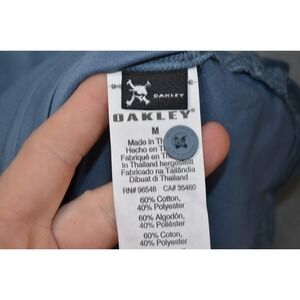 OAKLEY
OAKLEY
M
Made in Th
Hecho en T
Fabriqué en Th
In Thailand hergestellt
Fabricado na Tailândia
Dibuat di Thailand
RN# 96548 CA# 35460
60% Cotton,
40% Polyester
60% Algodón,
40% Poliéster
60% Coton,
40% Polyester